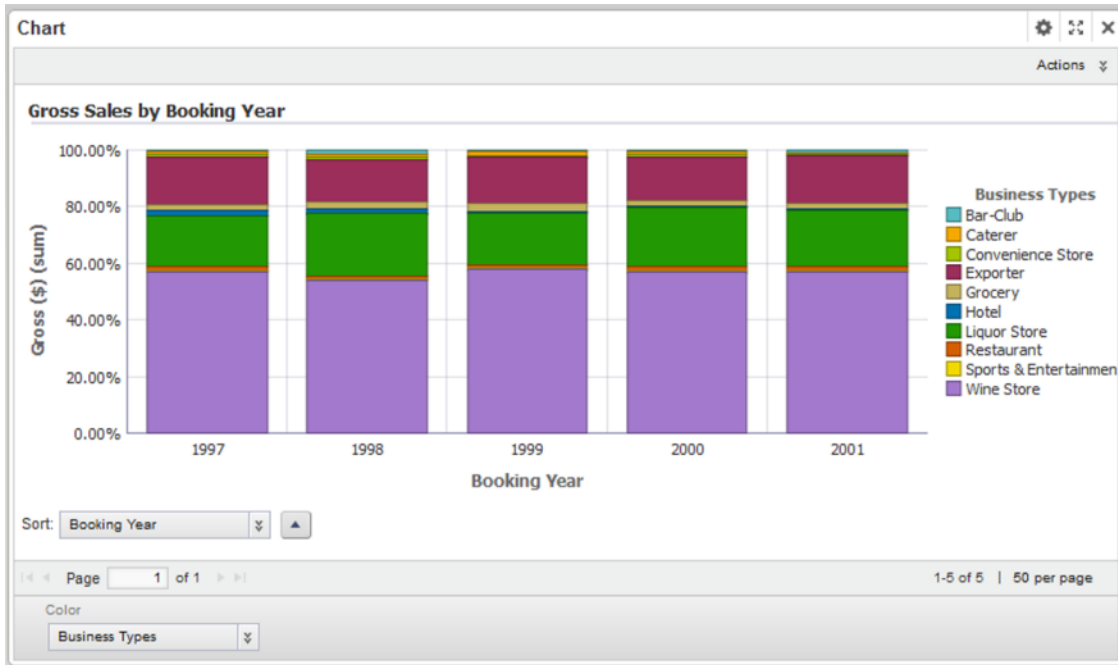 Chart
Actions
Gross Sales by Booking Year
100.00%
80.00%
60.00%
40.00%
20.00%
0.00%
Gross ($) (sum)
1997 1998 1999 2000 2001
Booking Year
Business Types
Bar-Club
Caterer
Convenience Store
Exporter
Grocery
Hotel
Liquor Store
Restaurant
Sports & Entertainmen
Wine Store
Sort: Booking Year
Page 1 of 1 1-5 of 5 | 50 per page
Color
Business Types